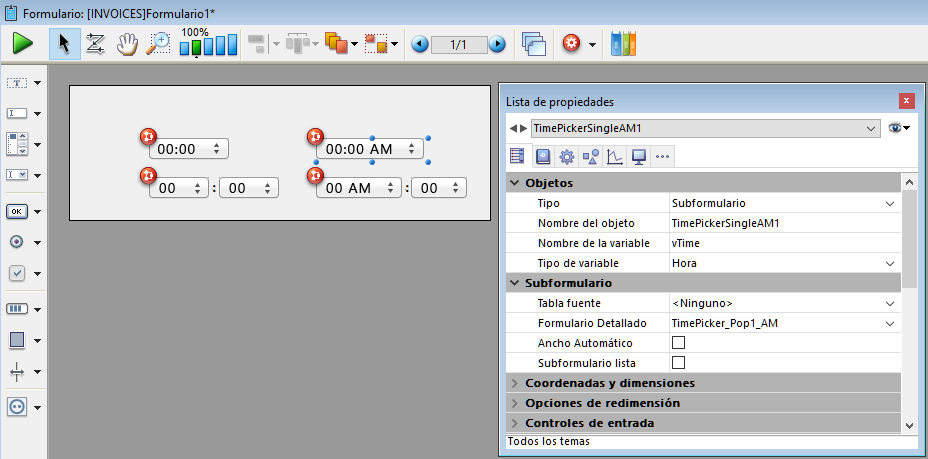 Formulario: [INVOICES]Formulario1*
100%
1/1
T
OK
00:00
00:00 AM
00 : 00
00 AM : 00
Lista de propiedades
x
TimePickerSingleAM1
Objetos
Tipo Subformulario
Nombre del objeto TimePickerSingleAM1
Nombre de la variable vTime
Tipo de variable Hora
Subformulario
Tabla fuente <Ninguno>
Formulario Detallado TimePicker_Pop1_AM
Ancho Automático
Subformulario lista
Coordenadas y dimensiones
Opciones de redimensión
Controles de entrada
Todos los temas